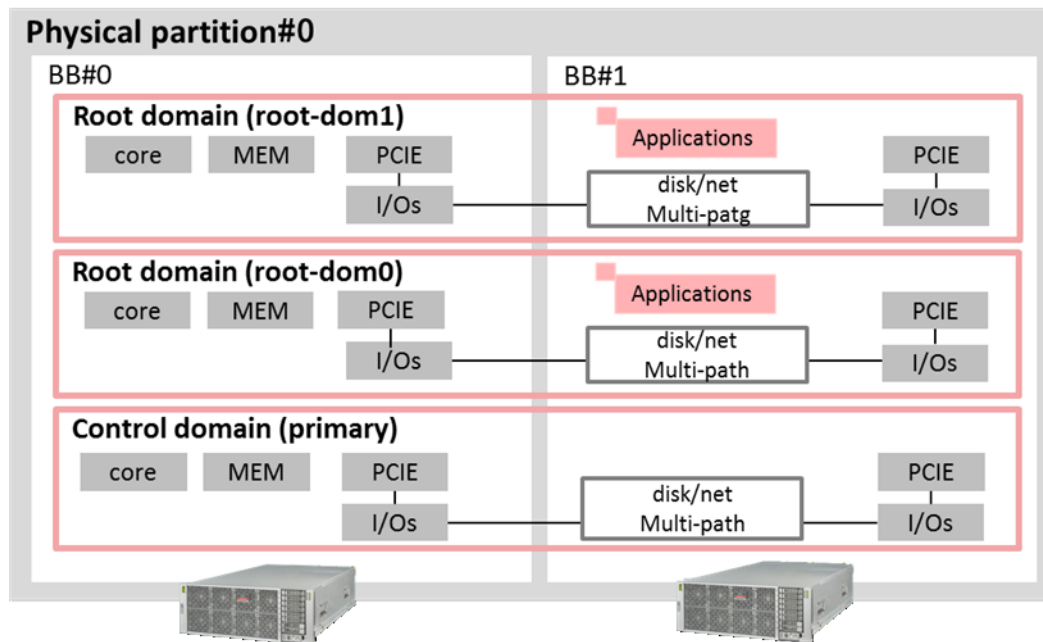 Physical partition#0
BB#0
BB#1
Root domain (root-dom1)
core
MEM
PCIE
I/Os
Applications
disk/net
Multi-patg
PCIE
I/Os
Root domain (root-dom0)
core
MEM
PCIE
I/Os
Applications
disk/net
Multi-path
PCIE
I/Os
Control domain (primary)
core
MEM
PCIE
I/Os
disk/net
Multi-path
PCIE
I/Os